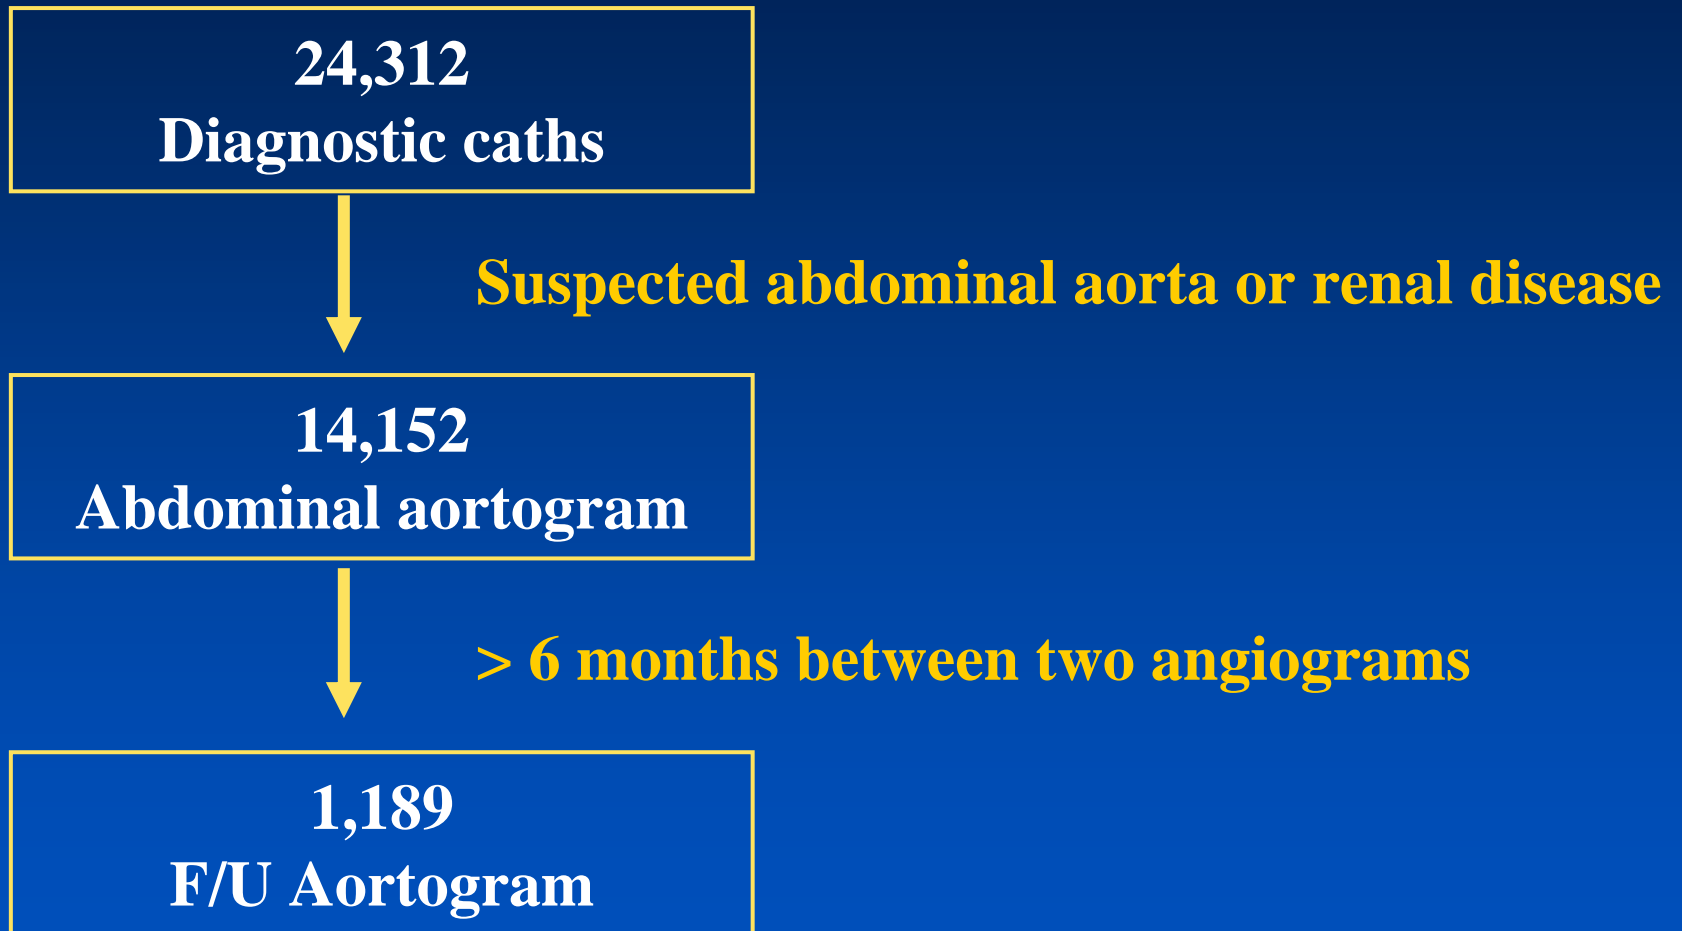 24,312
Diagnostic caths
Suspected abdominal aorta or renal disease
14,152
Abdominal aortogram
> 6 months between two angiograms
1,189
F/U Aortogram